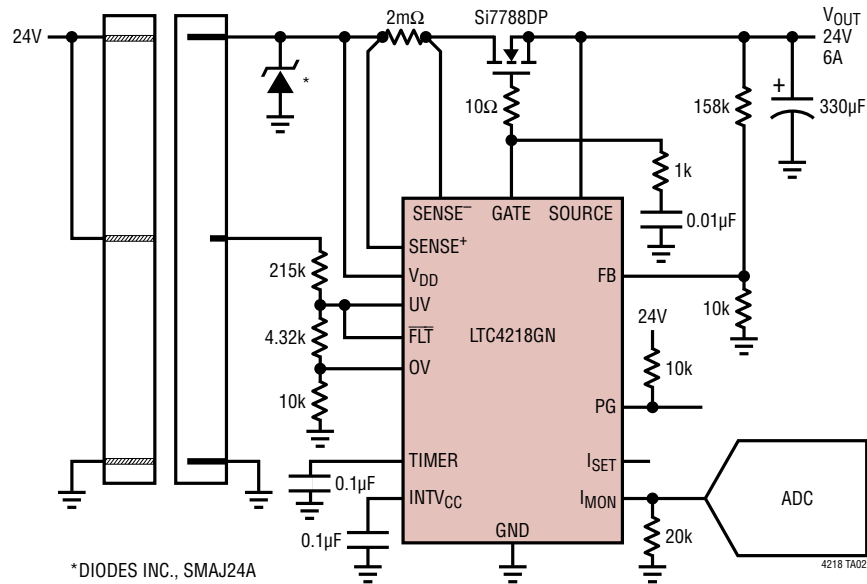 24V
*
2mΩ
Si7788DP
VOUT
24V
6A
10Ω
158k
+
330µF
1k
0.01µF
SENSE–
GATE
SOURCE
SENSE+
215k
VDD
FB
UV
4.32k
FLT
LTC4218GN
24V
10k
OV
10k
10k
PG
TIMER
ISET
0.1µF
INTVCC
IMON
ADC
0.1µF
GND
20k
*DIODES INC., SMAJ24A
4218 TA02